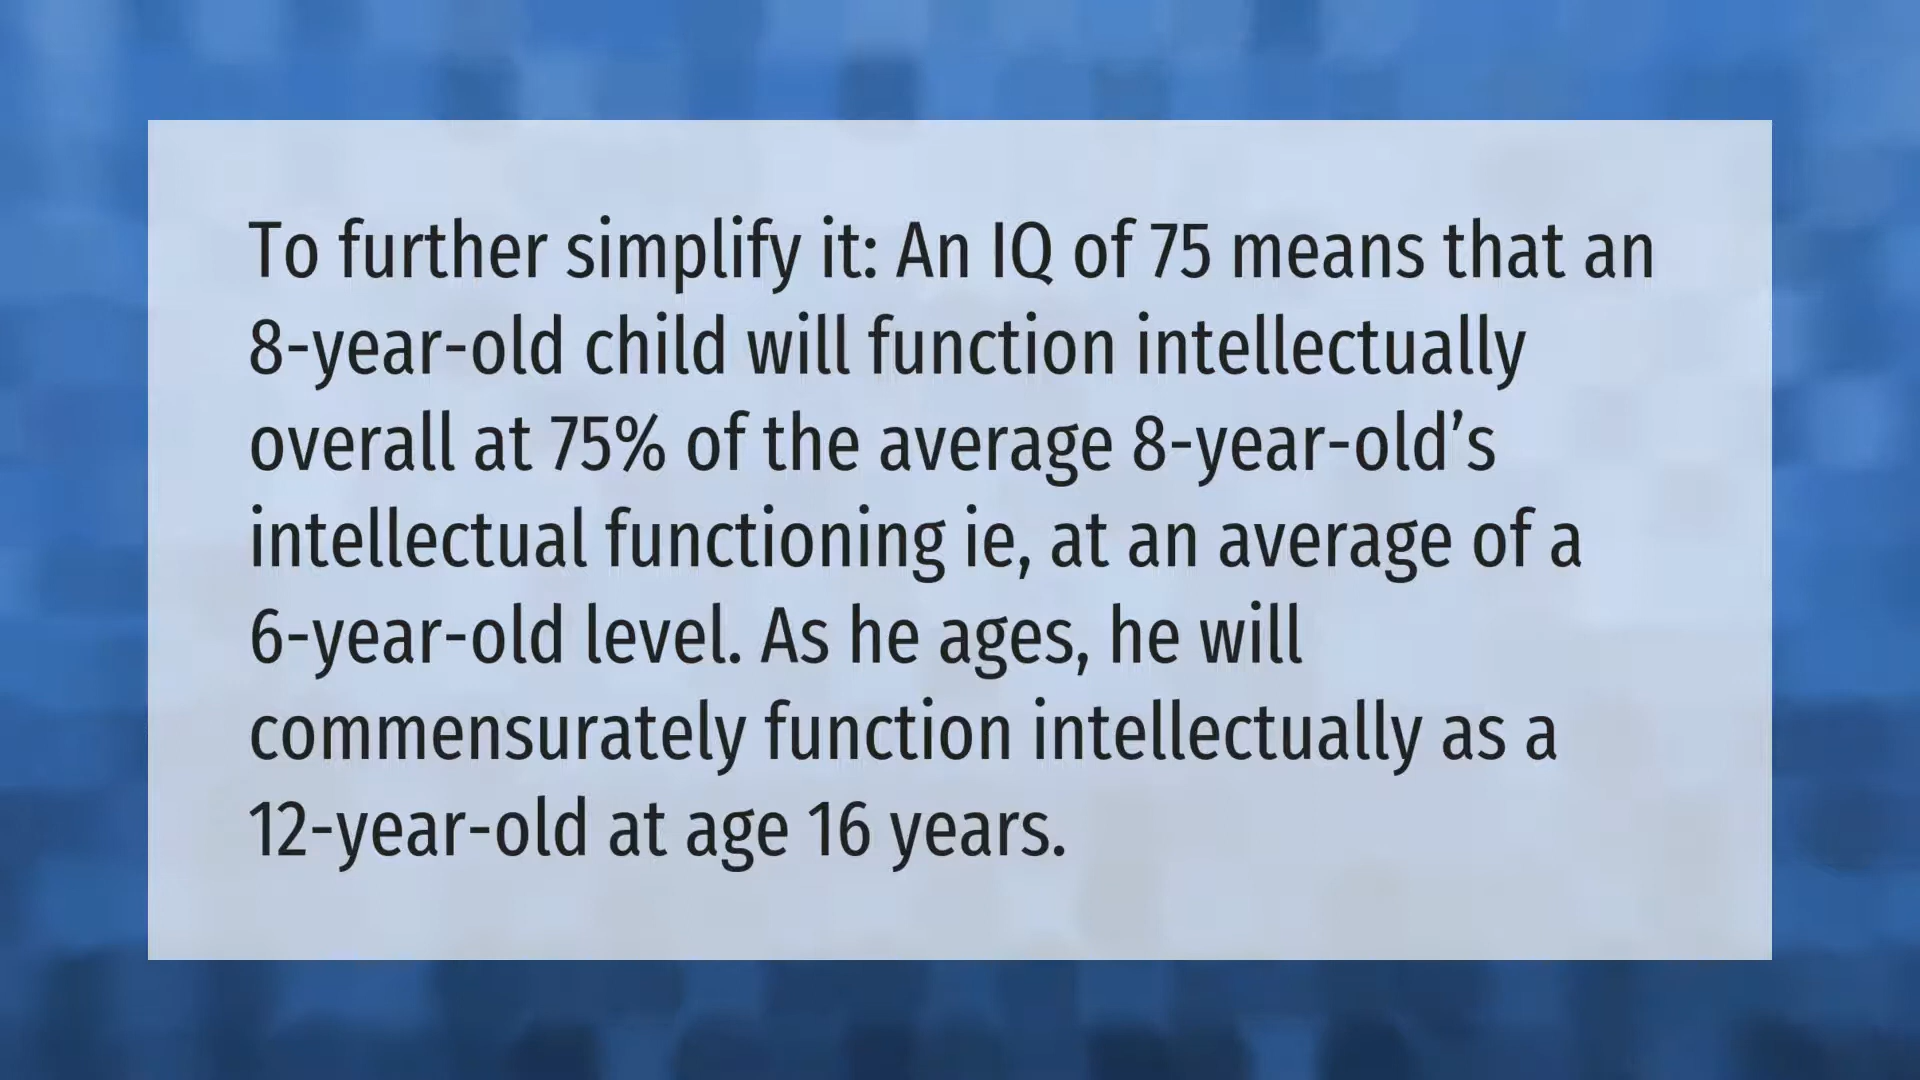 To further simplify it: An IQ of 75 means that an
8-year-old child will function intellectually
overall at 75% of the average 8-year-old’s
intellectual functioning ie, at an average of a
6-year-old level. As he ages, he will
commensurately function intellectually as a
12-year-old at age 16 years.